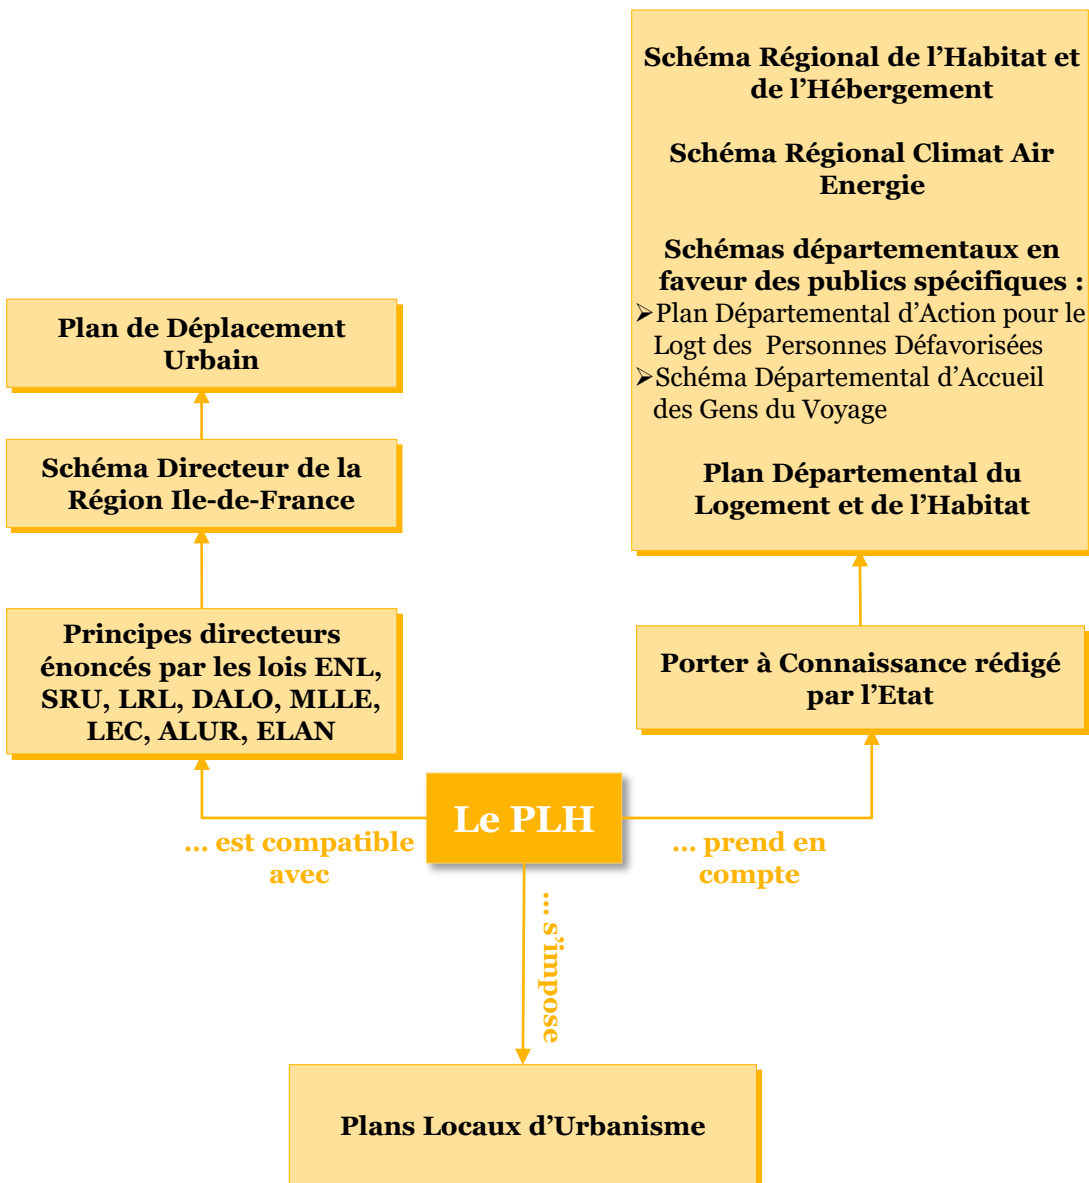 Schéma Régional de l’Habitat et
de l’Hébergement
Schéma Régional Climat Air
Energie
Schémas départementaux en
faveur des publics spécifiques :
➢Plan Départemental d’Action pour le
Logt des Personnes Défavorisées
➢Schéma Départemental d’Accueil
des Gens du Voyage
Plan Départemental du
Logement et de l’Habitat
Plan de Déplacement
Urbain
Schéma Directeur de la
Région Ile-de-France
Principes directeurs
énoncés par les lois ENL,
SRU, LRL, DALO, MLLE,
LEC, ALUR, ELAN
Porter à Connaissance rédigé
par l’Etat
Le PLH
... est compatible
avec
... prend en
compte
... s’impose
Plans Locaux d’Urbanisme